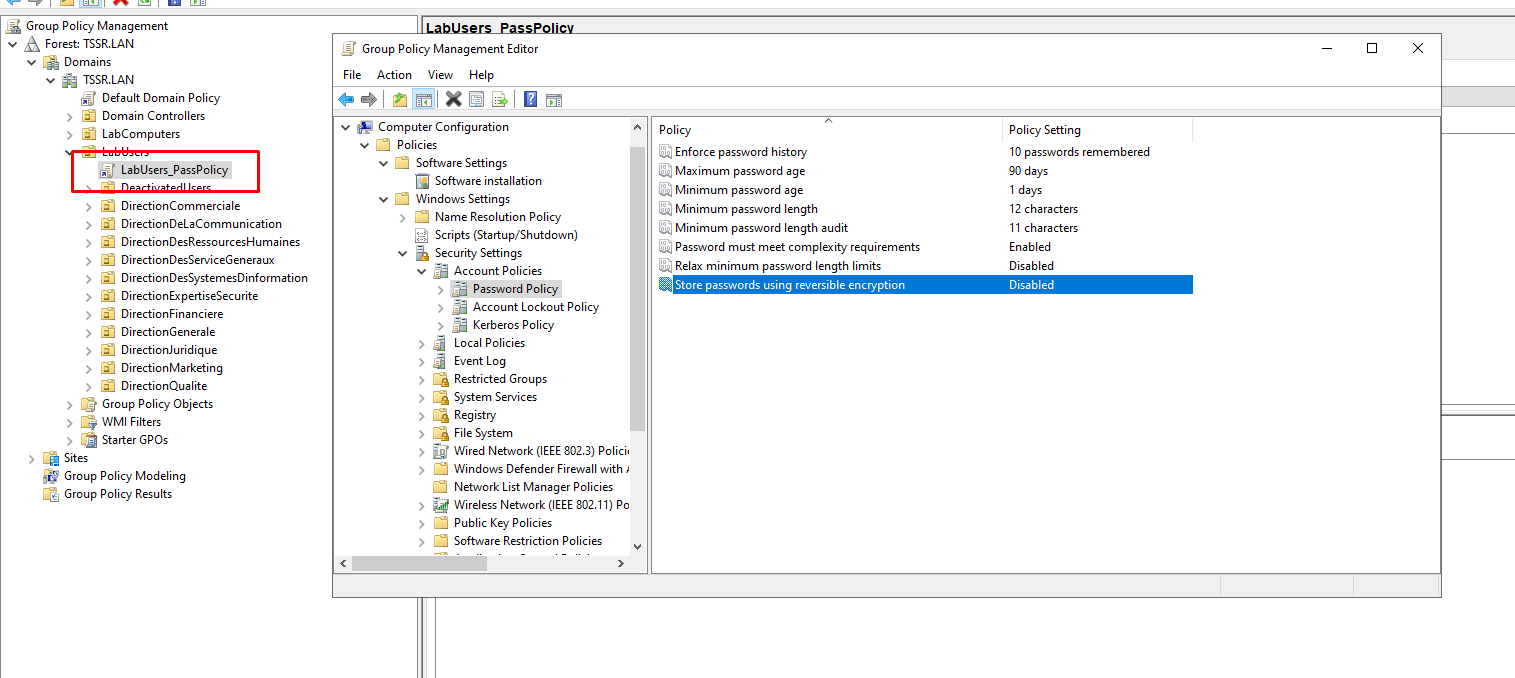 Group Policy Management
Forest: TSSR.LAN
Domains
TSSR.LAN
Default Domain Policy
Domain Controllers
LabComputers
LabUsers
LabUsers_PassPolicy
DeactivatedUsers
DirectionCommerciale
DirectionDeLaCommunication
DirectionDesRessourcesHumaines
DirectionDesServiceGeneraux
DirectionDesSystemesDinformation
DirectionExpertiseSecurite
DirectionFinanciere
DirectionGenerale
DirectionJuridique
DirectionMarketing
DirectionQualite
Group Policy Objects
WMI Filters
Starter GPOs
Sites
Group Policy Modeling
Group Policy Results
LabUsers_PassPolicy
Group Policy Management Editor
File Action View Help
Computer Configuration
Policies
Software Settings
Software installation
Windows Settings
Name Resolution Policy
Scripts (Startup/Shutdown)
Security Settings
Account Policies
Password Policy
Account Lockout Policy
Kerberos Policy
Local Policies
Event Log
Restricted Groups
System Services
Registry
File System
Wired Network (IEEE 802.3) Policie
Windows Defender Firewall with A
Network List Manager Policies
Wireless Network (IEEE 802.11) Po
Public Key Policies
Software Restriction Policies
Policy Policy Setting
Enforce password history 10 passwords remembered
Maximum password age 90 days
Minimum password age 1 days
Minimum password length 12 characters
Minimum password length audit 11 characters
Password must meet complexity requirements Enabled
Relax minimum password length limits Disabled
Store passwords using reversible encryption Disabled